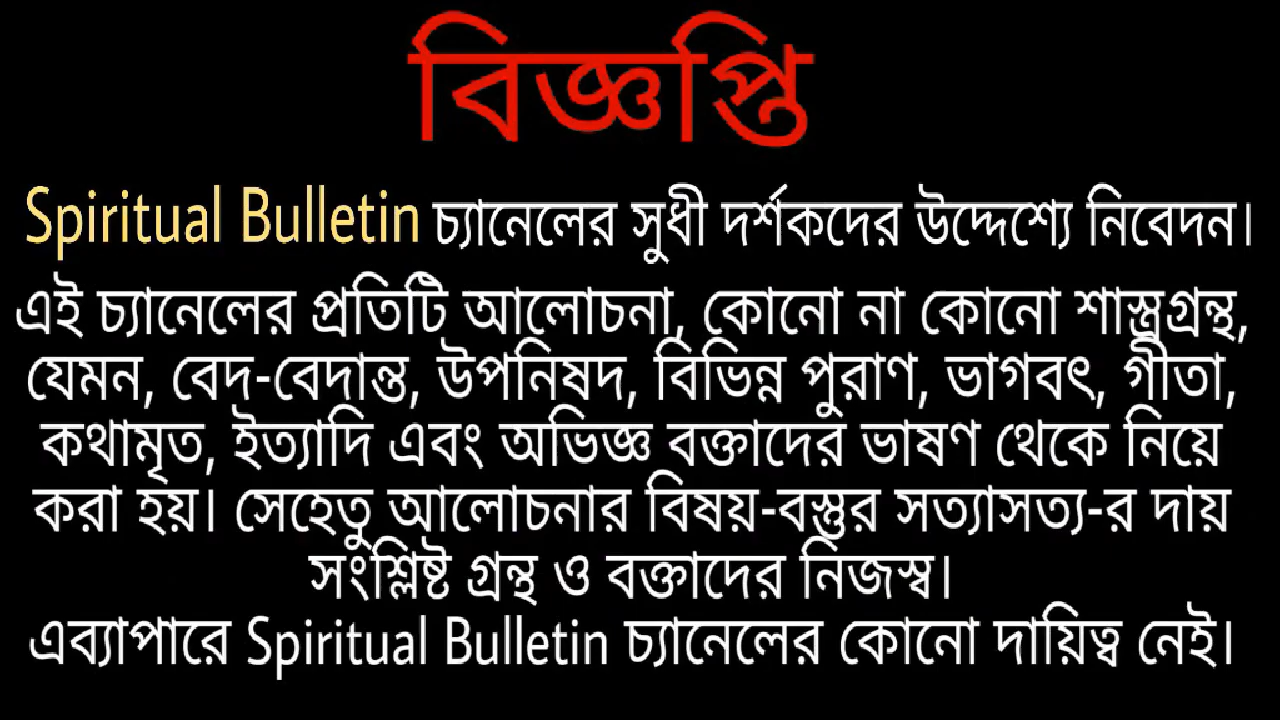 বিজ্ঞপ্তি
Spiritual Bulletin চ্যানেলের সুধী দর্শকদের উদ্দেশ্যে নিবেদন।
এই চ্যানেলের প্রতিটি আলোচনা, কোনো না কোনো শাস্ত্রগ্রন্থ,
যেমন, বেদ-বেদান্ত, উপনিষদ, বিভিন্ন পুরাণ, ভাগবৎ, গীতা,
কথামৃত, ইত্যাদি এবং অভিজ্ঞ বক্তাদের ভাষণ থেকে নিয়ে
করা হয়। সেহেতু আলোচনার বিষয়-বস্তুর সত্যাসত্য-র দায়
সংশ্লিষ্ট গ্রন্থ ও বক্তাদের নিজস্ব।
এব্যাপারে Spiritual Bulletin চ্যানেলের কোনো দায়িত্ব নেই।